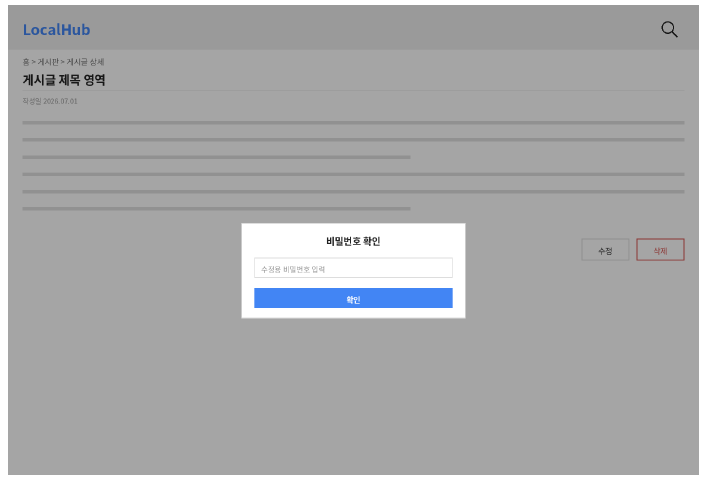 LocalHub
홈 > 게시판 > 게시글 상세
게시글 제목 영역
작성일 2026.07.01
비밀번호 확인
수정용 비밀번호 입력
확인
수정
삭제